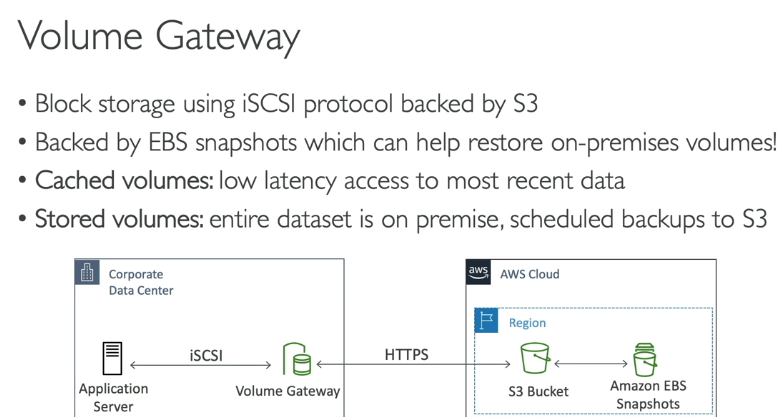 Volume Gateway
• Block storage using iSCSI protocol backed by S3
• Backed by EBS snapshots which can help restore on-premises volumes!
• Cached volumes: low latency access to most recent data
• Stored volumes: entire dataset is on premise, scheduled backups to S3
Corporate
Data Center
aws
AWS Cloud
Region
iSCSI
HTTPS
Application
Server
Volume Gateway
S3 Bucket
Amazon EBS
Snapshots